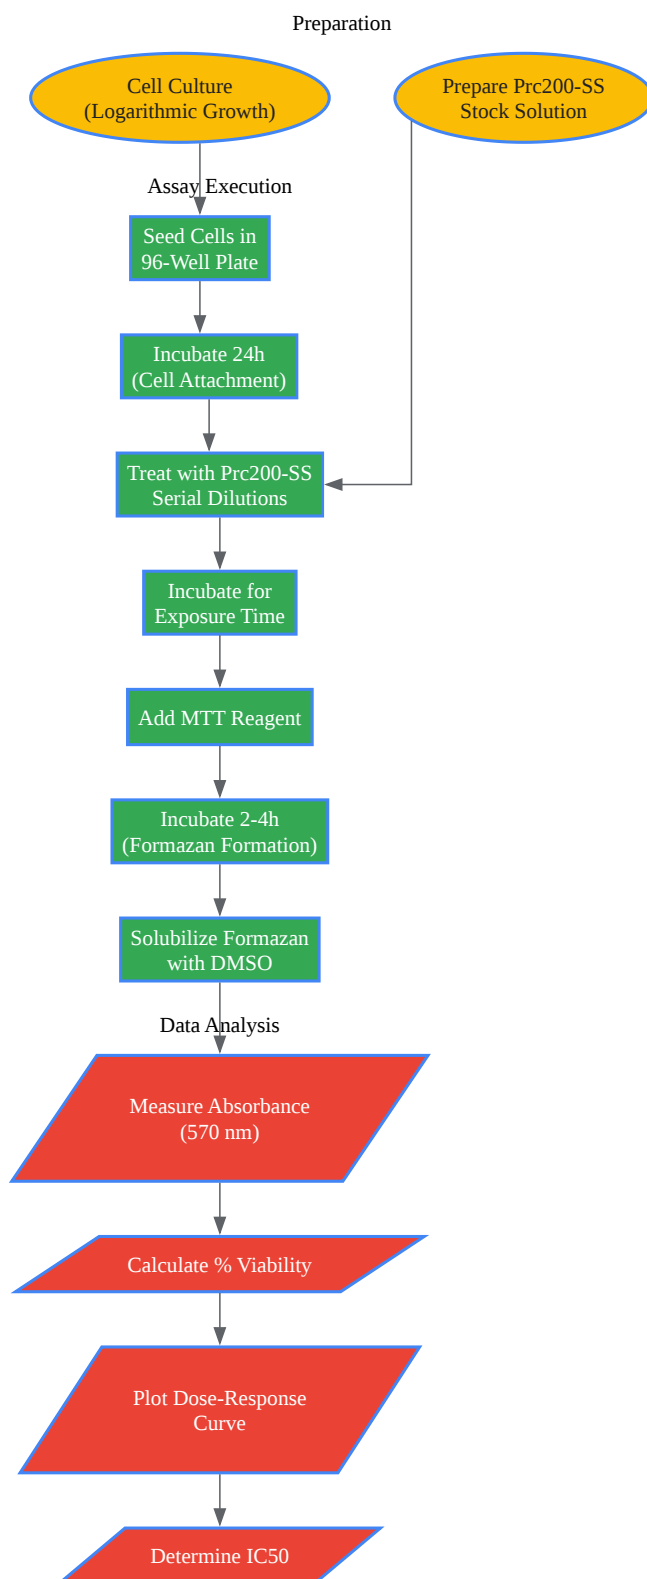 Preparation
Cell Culture
(Logarithmic Growth)
Prepare Prc200-SS
Stock Solution
Assay Execution
Seed Cells in
96-Well Plate
Incubate 24h
(Cell Attachment)
Treat with Prc200-SS
Serial Dilutions
Incubate for
Exposure Time
Add MTT Reagent
Incubate 2-4h
(Formazan Formation)
Solubilize Formazan
with DMSO
Data Analysis
Measure Absorbance
(570 nm)
Calculate % Viability
Plot Dose-Response
Curve
Determine IC50